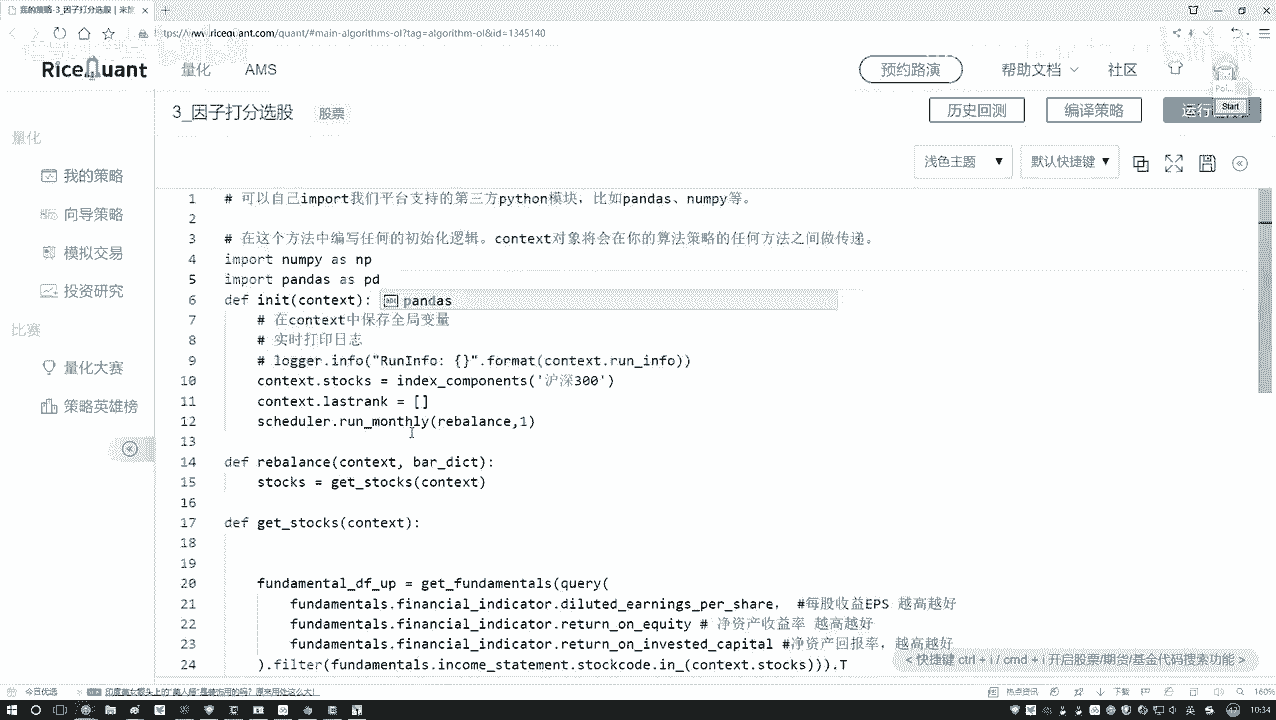 我的策略-3_因子打分选股 | 米筐
https://www.ricequant.com/quant/#main-algorithms-ol?tag=algorithm-ol&id=1345140
RiceQuant
量化
AMS
预约路演
帮助文档
社区
Pol...
3_因子打分选股
股票
历史回测
编译策略
运行
Start
量化
我的策略
向导策略
模拟交易
投资研究
比赛
量化大赛
策略英雄榜
浅色主题
默认快捷键
1 # 可以自己import我们平台支持的第三方python模块，比如pandas、numpy等。
2
3 # 在这个方法中编写任何的初始化逻辑。context对象将会在你的算法策略的任何方法之间做传递。
4 import numpy as np
5 import pandas as pd
6 def init(context):
pandas
7 # 在context中保存全局变量
8 # 实时打印日志
9 # logger.info("RunInfo: {}".format(context.run_info))
10 context.stocks = index_components('沪深300')
11 context.lastrank = []
12 scheduler.run_monthly(rebalance,1)
13
14 def rebalance(context, bar_dict):
15 stocks = get_stocks(context)
16
17 def get_stocks(context):
18
19
20 fundamental_df_up = get_fundamentals(query(
21 fundamentals.financial_indicator.diluted_earnings_per_share， #每股收益EPS 越高越好
22 fundamentals.financial_indicator.return_on_equity # 净资产收益率 越高越好
23 fundamentals.financial_indicator.return_on_invested_capital #净资产回报率，越高越好
24 ).filter(fundamentals.income_statement.stockcode.in_(context.stocks))).T
< 快捷键 ctrl + i / cmd + i 开启股票/期货/基金代码搜索功能 >
今日优选
热点资讯
下载
160%
英
10:34